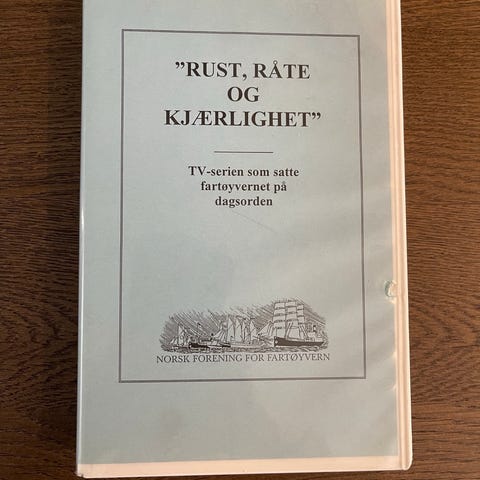 ”RUST, RÅTE
OG
KJÆRLIGHET”
TV-serien som satte
fartøyvernet på
dagsorden
NORSK FORENING FOR FARTØYVERN